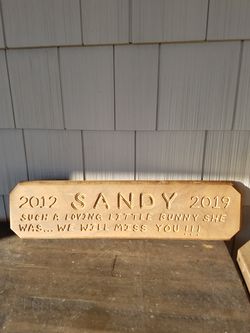 2012 SANDY 2019
SUCH A LOVING LITTLE BUNNY SHE
WAS... WE WILL MISS YOU !!!